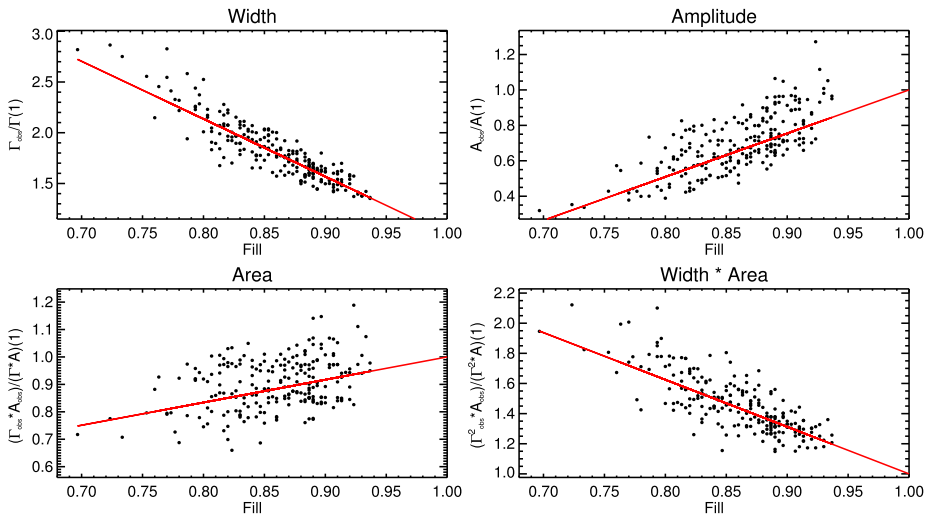 Width
Γobs/Γ(1)
3.0
2.5
2.0
1.5
0.70 0.75 0.80 0.85 0.90 0.95 1.00
Fill
Amplitude
Aobs/A(1)
1.2
1.0
0.8
0.6
0.4
0.70 0.75 0.80 0.85 0.90 0.95 1.00
Fill
Area
(Γobs*Aobs)/(Γ*A)(1)
1.2
1.1
1.0
0.9
0.8
0.7
0.6
0.70 0.75 0.80 0.85 0.90 0.95 1.00
Fill
Width * Area
(Γ²obs*Aobs)/(Γ²*A)(1)
2.2
2.0
1.8
1.6
1.4
1.2
1.0
0.70 0.75 0.80 0.85 0.90 0.95 1.00
Fill